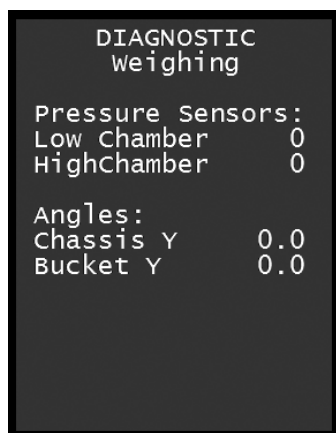 DIAGNOSTIC
Weighing
Pressure Sensors:
Low Chamber 0
HighChamber 0
Angles:
Chassis Y 0.0
Bucket Y 0.0